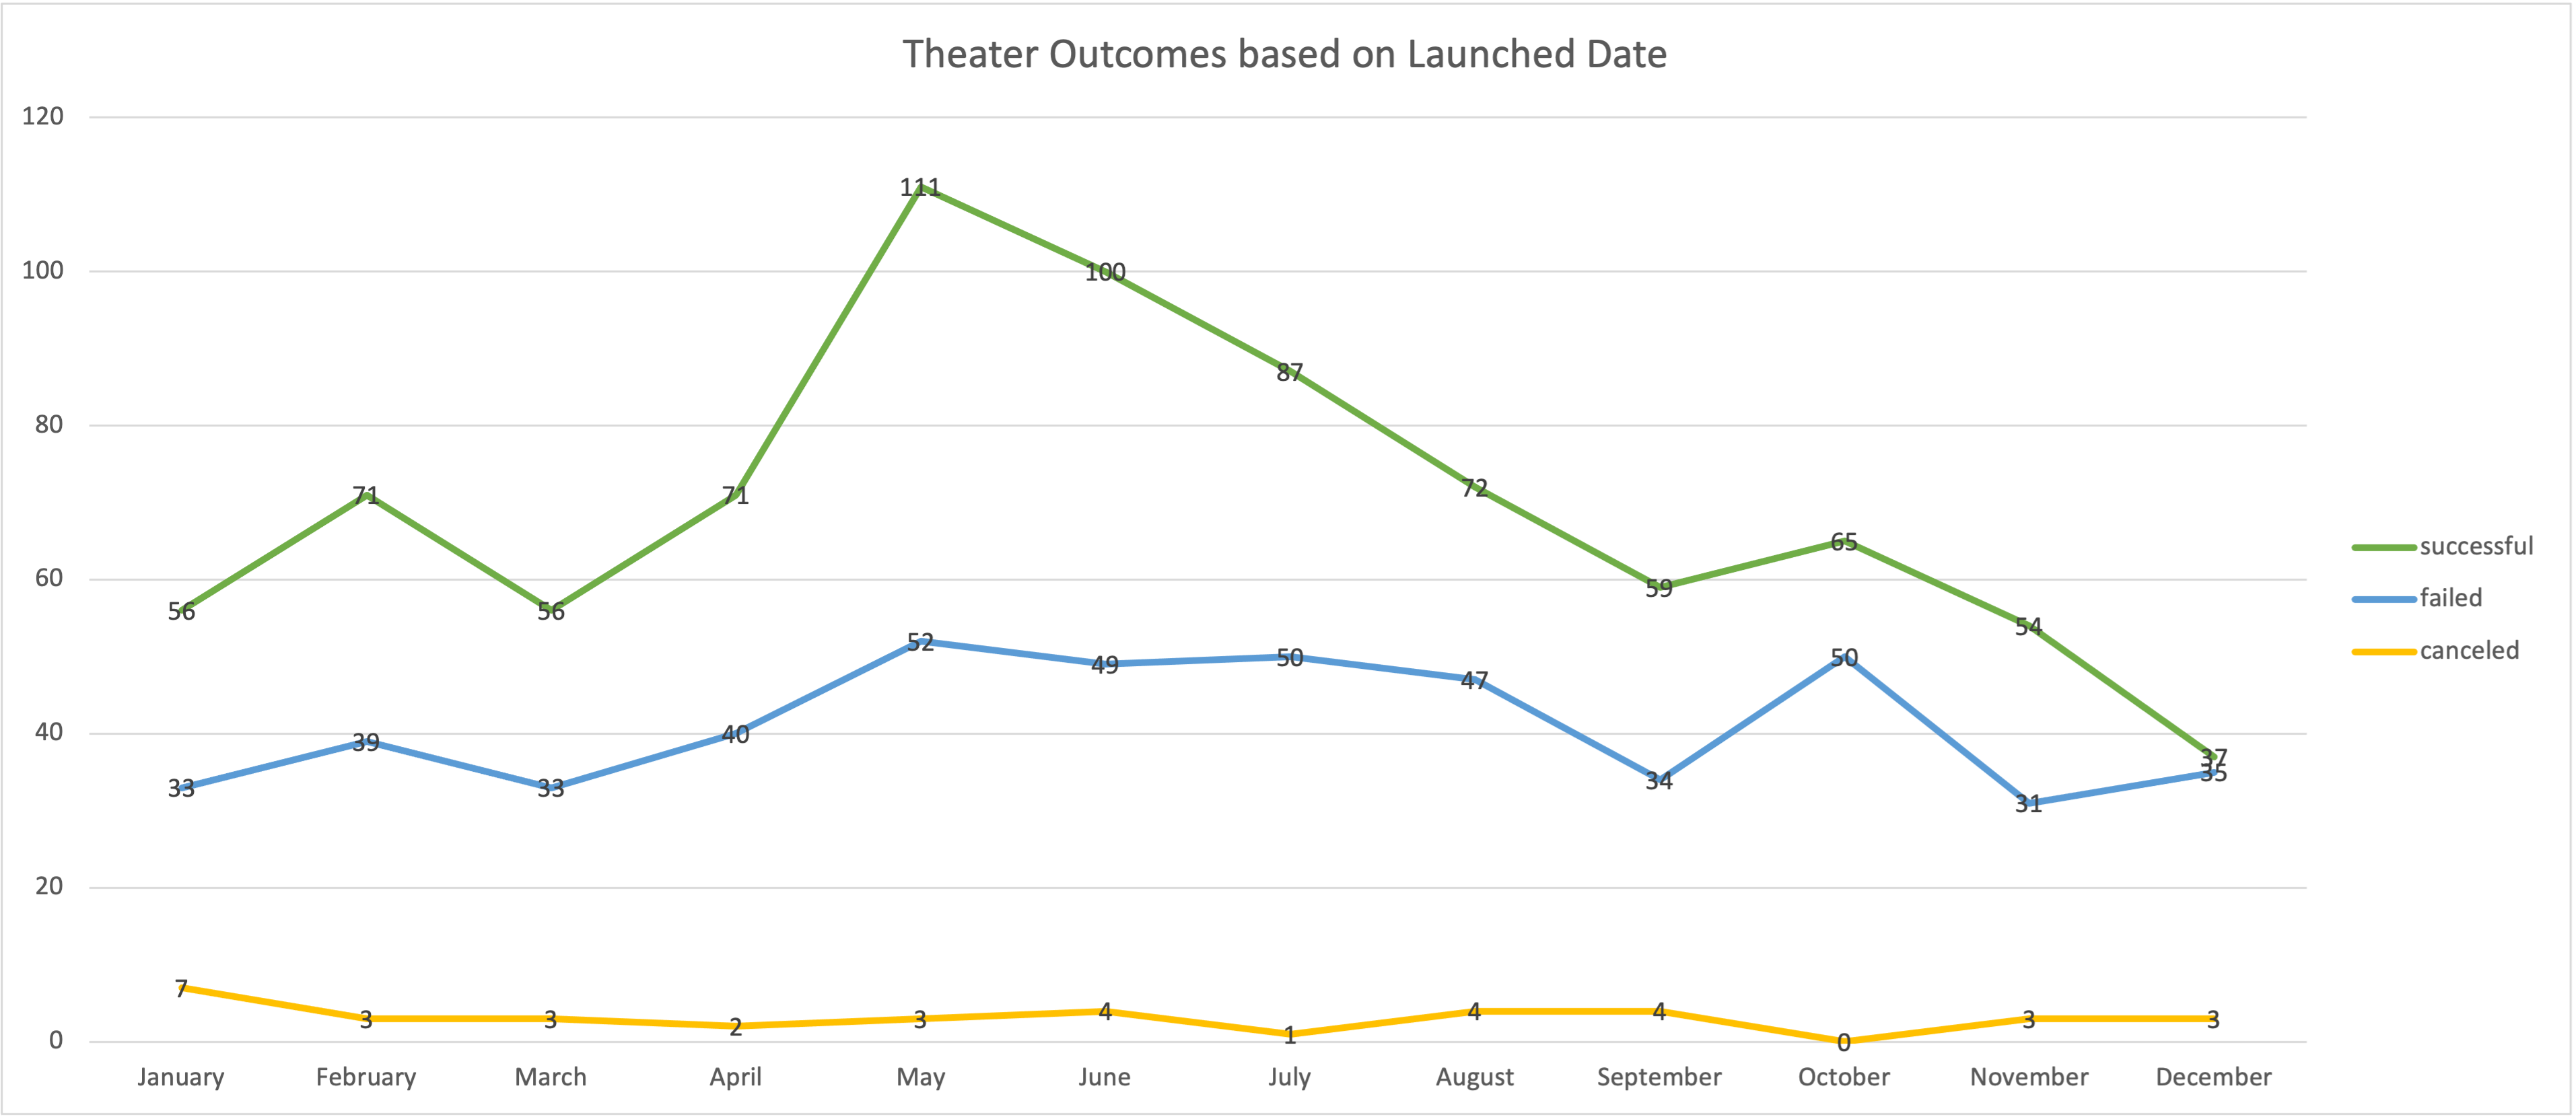 Theater Outcomes based on Launched Date
120
100
80
60
40
20
0
56 71 56 71 111 100 87 72 59 65 54 37
33 39 33 40 52 49 50 47 34 50 31 35
7 3 3 2 3 4 1 4 4 0 3 3
January February March April May June July August September October November December
successful
failed
canceled